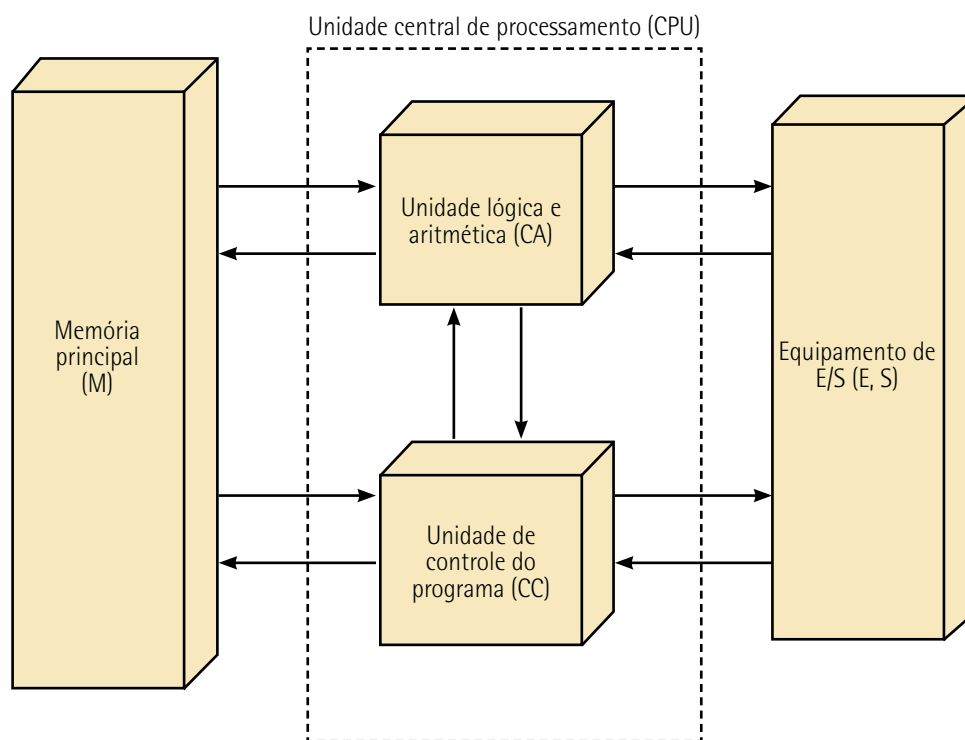 Unidade central de processamento (CPU)
Memória
principal
(M)
Unidade lógica e
aritmética (CA)
Unidade de
controle do
programa (CC)
Equipamento de
E/S (E, S)